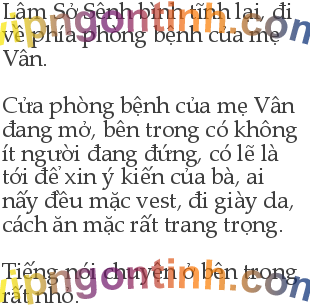 Lâm Sở Sênh bình tĩnh lại, đi
về phía phòng bệnh của mẹ
Vân.
Cửa phòng bệnh của mẹ Vân
đang mở, bên trong có không
ít người đang đứng, có lẽ là
tới để xin ý kiến của bà, ai
nấy đều mặc vest, đi giày da,
cách ăn mặc rất trang trọng.
Tiếng nói chuyện ở bên trong
rất nhỏ.